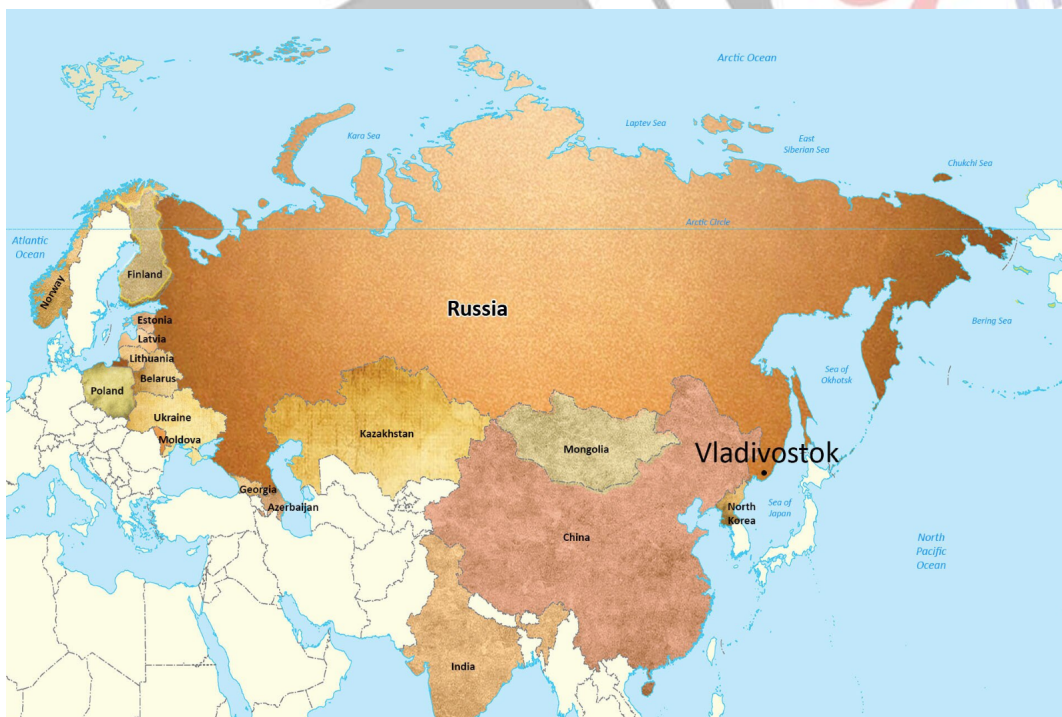 Arctic Ocean
Laptev Sea
Kara Sea
East
Siberian Sea
Chukchi Sea
Arctic Circle
Atlantic
Ocean
Norway
Finland
Russia
Estonia
Latvia
Lithuania
Belarus
Poland
Ukraine
Moldova
Bering Sea
Sea of
Okhotsk
Kazakhstan
Mongolia
Vladivostok
Georgia
Azerbaijan
North
Korea
Sea of
Japan
China
North
Pacific
Ocean
India